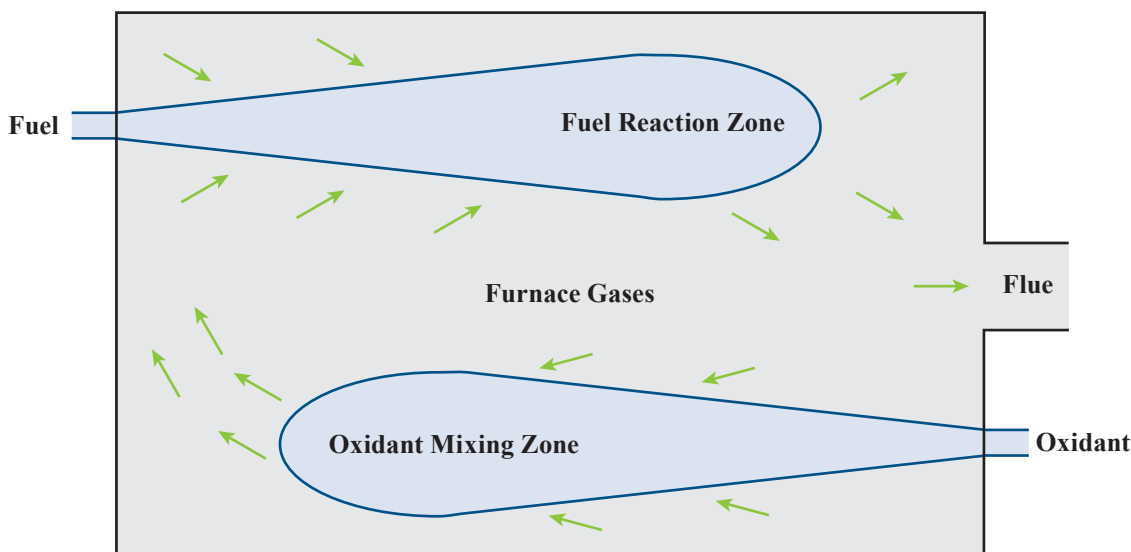 Fuel
Fuel Reaction Zone
Furnace Gases
Flue
Oxidant Mixing Zone
Oxidant